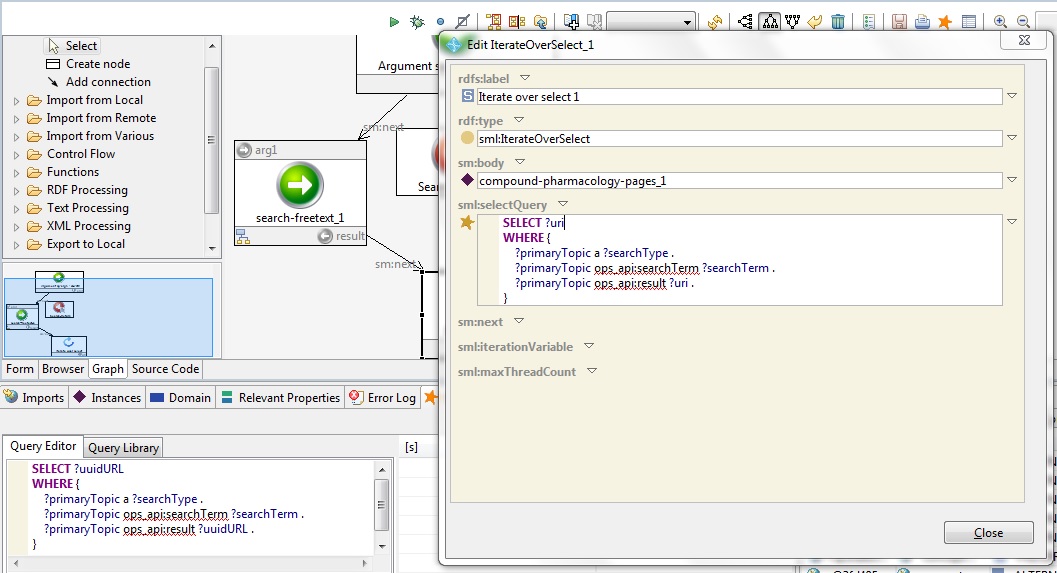 Select
Create node
Add connection
Import from Local
Import from Remote
Import from Various
Control Flow
Functions
RDF Processing
Text Processing
XML Processing
Export to Local
Argument s
sm:next
arg1
search-freetext_1
result
sm:next
Sear
Form
Browser
Graph
Source Code
Imports
Instances
Domain
Relevant Properties
Error Log
Query Editor
Query Library
[s]
SELECT ?uuidURL
WHERE {
?primaryTopic a ?searchType .
?primaryTopic ops_api:searchTerm ?searchTerm .
?primaryTopic ops_api:result ?uuidURL .
}
Edit IterateOverSelect_1
rdfs:label
Iterate over select 1
rdf:type
sml:IterateOverSelect
sm:body
compound-pharmacology-pages_1
sml:selectQuery
SELECT ?uri
WHERE {
?primaryTopic a ?searchType .
?primaryTopic ops_api:searchTerm ?searchTerm .
?primaryTopic ops_api:result ?uri .
}
sm:next
sml:iterationVariable
sml:maxThreadCount
Close